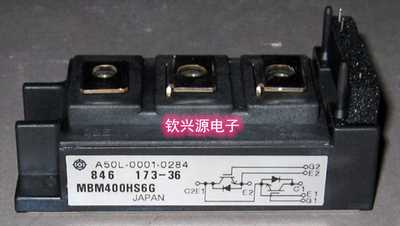 钦兴源电子
A50L-0001-0284
846 173-36
MBM400HS6G
JAPAN
G2
E2
C2E1 E2 C1
E1
G1